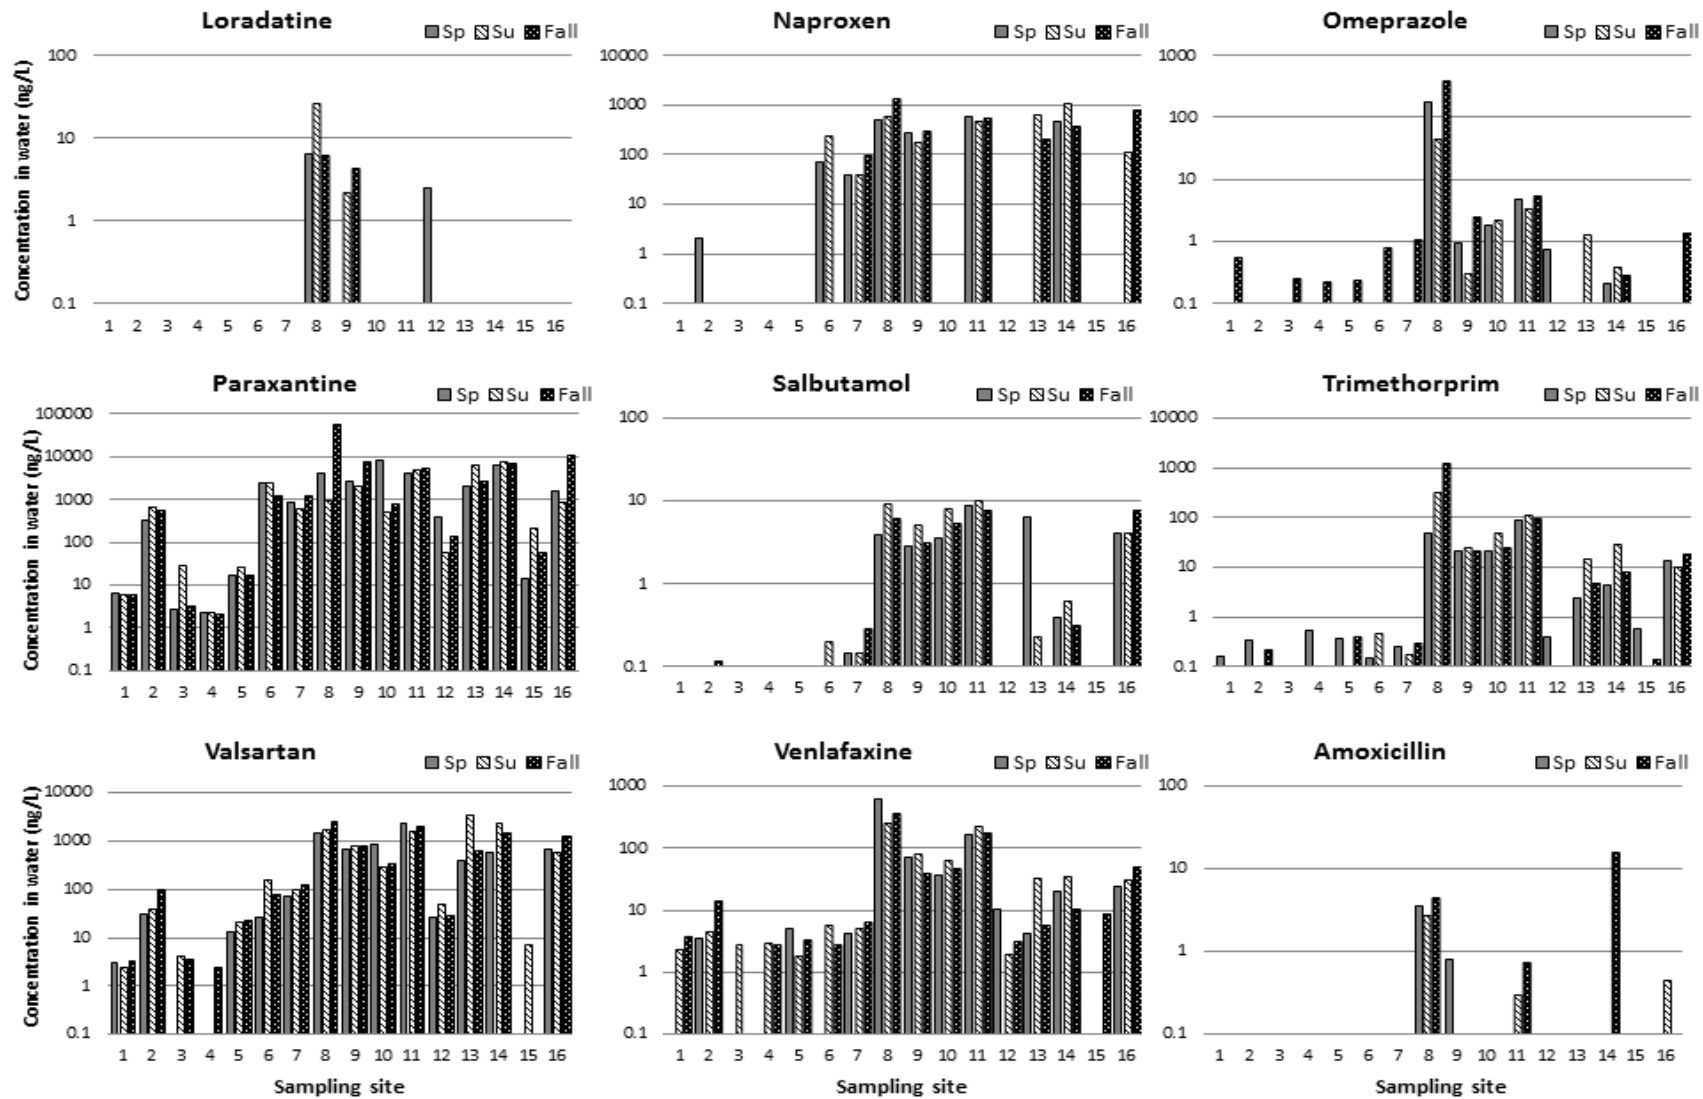 Loradatine
Sp Su Fall
Concentration in water (ng/L)
100
10
1
0.1
1 2 3 4 5 6 7 8 9 10 11 12 13 14 15 16
Naproxen
Sp Su Fall
10000
1000
100
10
1
0.1
1 2 3 4 5 6 7 8 9 10 11 12 13 14 15 16
Omeprazole
Sp Su Fall
1000
100
10
1
0.1
1 2 3 4 5 6 7 8 9 10 11 12 13 14 15 16
Paraxantine
Sp Su Fall
Concentration in water (ng/L)
100000
10000
1000
100
10
1
0.1
1 2 3 4 5 6 7 8 9 10 11 12 13 14 15 16
Salbutamol
Sp Su Fall
100
10
1
0.1
1 2 3 4 5 6 7 8 9 10 11 12 13 14 15 16
Trimethorprim
Sp Su Fall
10000
1000
100
10
1
0.1
1 2 3 4 5 6 7 8 9 10 11 12 13 14 15 16
Valsartan
Sp Su Fall
Concentration in water (ng/L)
10000
1000
100
10
1
0.1
1 2 3 4 5 6 7 8 9 10 11 12 13 14 15 16
Sampling site
Venlafaxine
Sp Su Fall
1000
100
10
1
0.1
1 2 3 4 5 6 7 8 9 10 11 12 13 14 15 16
Sampling site
Amoxicillin
Sp Su Fall
100
10
1
0.1
1 2 3 4 5 6 7 8 9 10 11 12 13 14 15 16
Sampling site